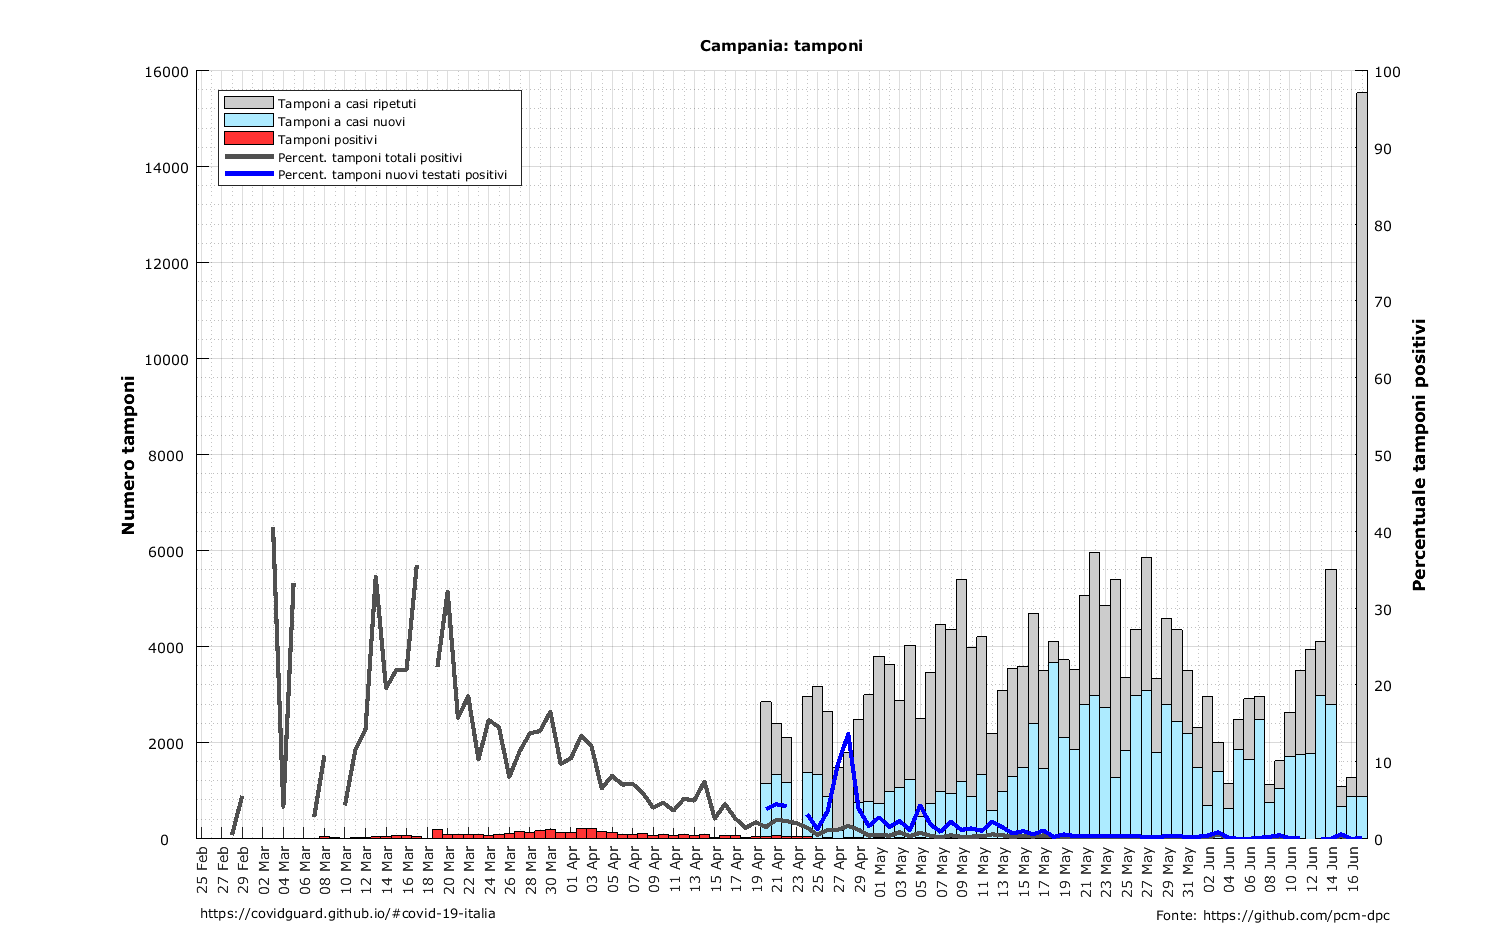 Campania: tamponi
16000
14000
12000
10000
8000
6000
4000
2000
0
Numero tamponi
Tamponi a casi ripetuti
Tamponi a casi nuovi
Tamponi positivi
Percent. tamponi totali positivi
Percent. tamponi nuovi testati positivi
100
90
80
70
60
50
40
30
20
10
0
Percentuale tamponi positivi
25 Feb
27 Feb
29 Feb
02 Mar
04 Mar
06 Mar
08 Mar
10 Mar
12 Mar
14 Mar
16 Mar
18 Mar
20 Mar
22 Mar
24 Mar
26 Mar
28 Mar
30 Mar
01 Apr
03 Apr
05 Apr
07 Apr
09 Apr
11 Apr
13 Apr
15 Apr
17 Apr
19 Apr
21 Apr
23 Apr
25 Apr
27 Apr
29 Apr
01 May
03 May
05 May
07 May
09 May
11 May
13 May
15 May
17 May
19 May
21 May
23 May
25 May
27 May
29 May
31 May
02 Jun
04 Jun
06 Jun
08 Jun
10 Jun
12 Jun
14 Jun
16 Jun
https://covidguard.github.io/#covid-19-italia
Fonte: https://github.com/pcm-dpc